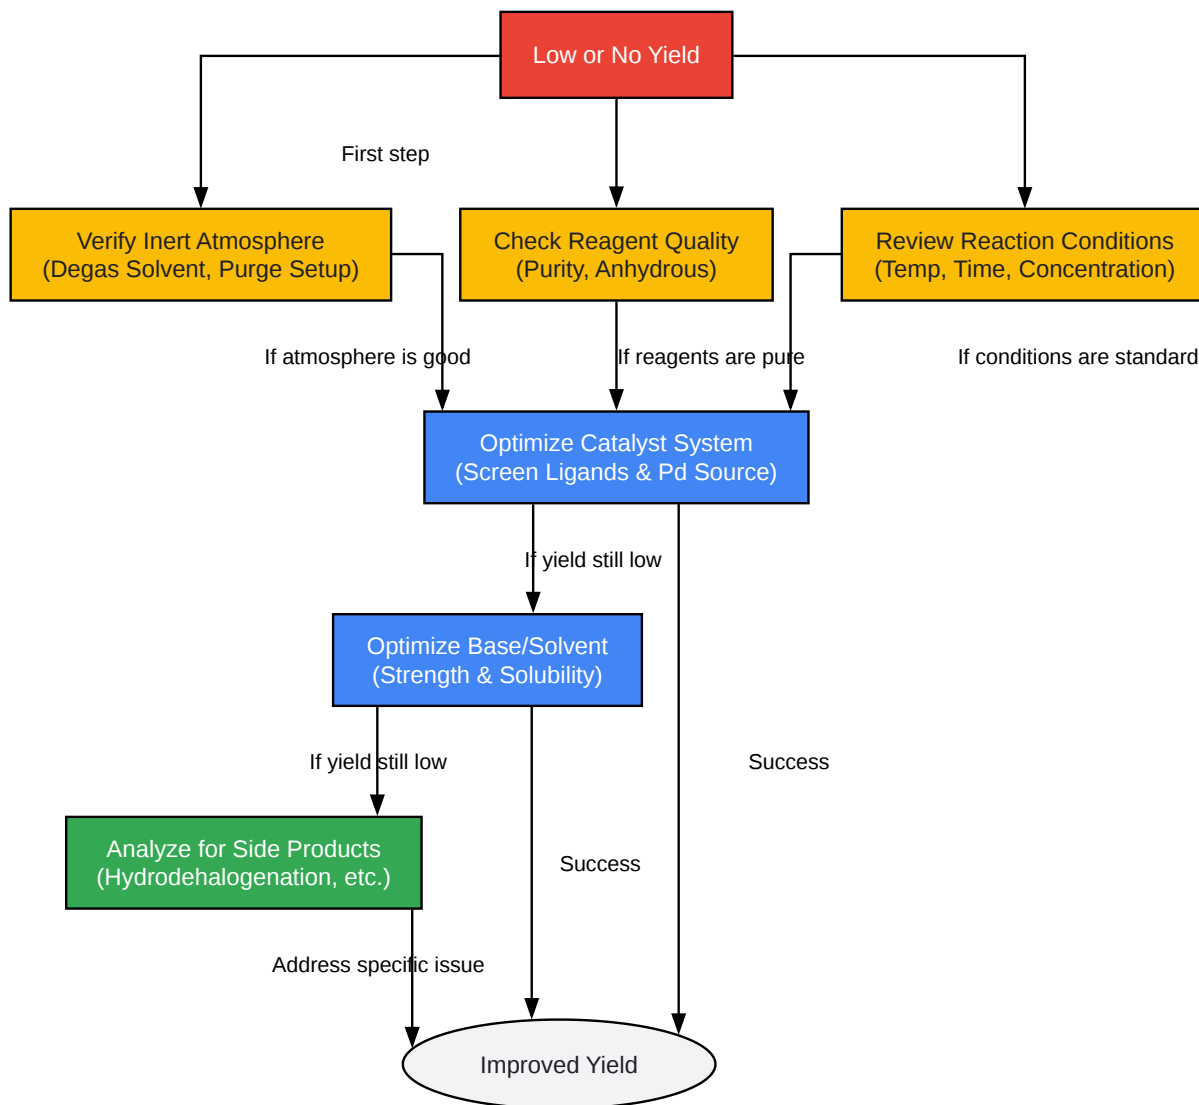 Low or No Yield
First step
Verify Inert Atmosphere
(Degas Solvent, Purge Setup)
Check Reagent Quality
(Purity, Anhydrous)
Review Reaction Conditions
(Temp, Time, Concentration)
If atmosphere is good
If reagents are pure
If conditions are standard
Optimize Catalyst System
(Screen Ligands & Pd Source)
If yield still low
Optimize Base/Solvent
(Strength & Solubility)
If yield still low
Success
Analyze for Side Products
(Hydrodehalogenation, etc.)
Success
Address specific issue
Improved Yield